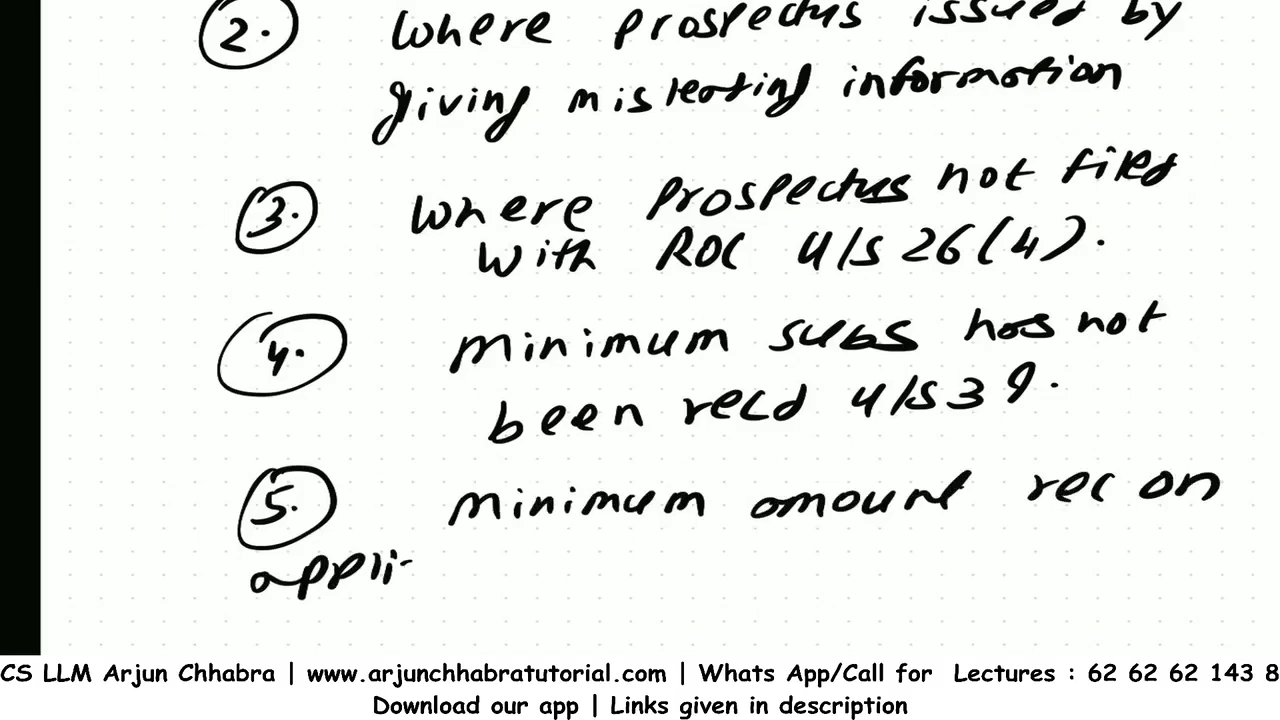 2. Where prospectus issued by
giving misleating information
3. Where Prospectus not filed
with ROC u/s 26(4).
4. minimum subs has not
been recd u/s 39.
5. minimum amount rec on
appli
CS LLM Arjun Chhabra | www.arjunchhabratutorial.com | Whats App/Call for Lectures : 62 62 62 143 8
Download our app | Links given in description